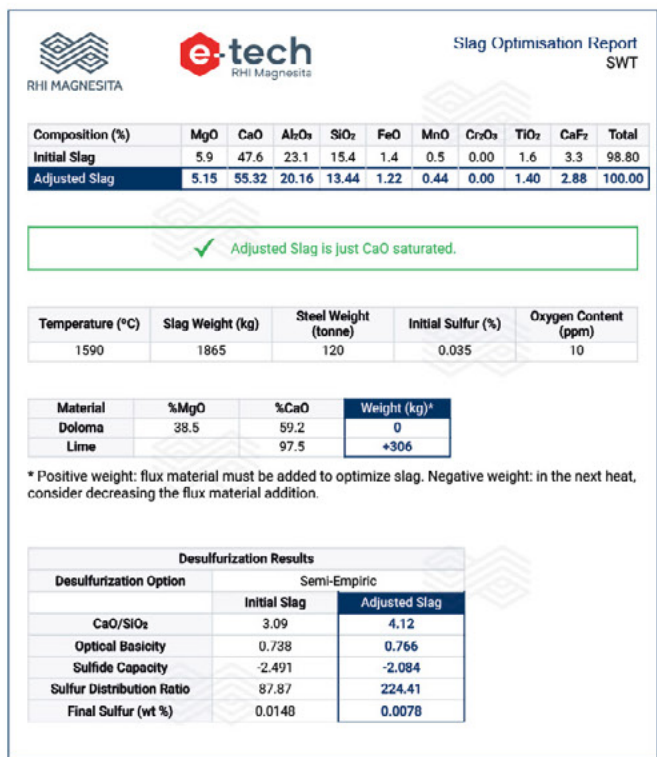 Slag Optimisation Report
SWT
e-tech
RHI Magnesita
RHI MAGNESITA
Composition (%) MgO CaO Al₂O₃ SiO₂ FeO MnO Cr₂O₃ TiO₂ CaF₂ Total
Initial Slag 5.9 47.6 23.1 15.4 1.4 0.5 0.00 1.6 3.3 98.80
Adjusted Slag 5.15 55.32 20.16 13.44 1.22 0.44 0.00 1.40 2.88 100.00
Adjusted Slag is just CaO saturated.
Temperature (ºC) Slag Weight (kg) Steel Weight (tonne) Initial Sulfur (%) Oxygen Content (ppm)
1590 1865 120 0.035 10
Material %MgO %CaO Weight (kg)*
Doloma 38.5 59.2 0
Lime 97.5 +306
* Positive weight: flux material must be added to optimize slag. Negative weight: in the next heat,
consider decreasing the flux material addition.
Desulfurization Results
Desulfurization Option Semi-Empiric
Initial Slag Adjusted Slag
CaO/SiO₂ 3.09 4.12
Optical Basicity 0.738 0.766
Sulfide Capacity -2.491 -2.084
Sulfur Distribution Ratio 87.87 224.41
Final Sulfur (wt %) 0.0148 0.0078